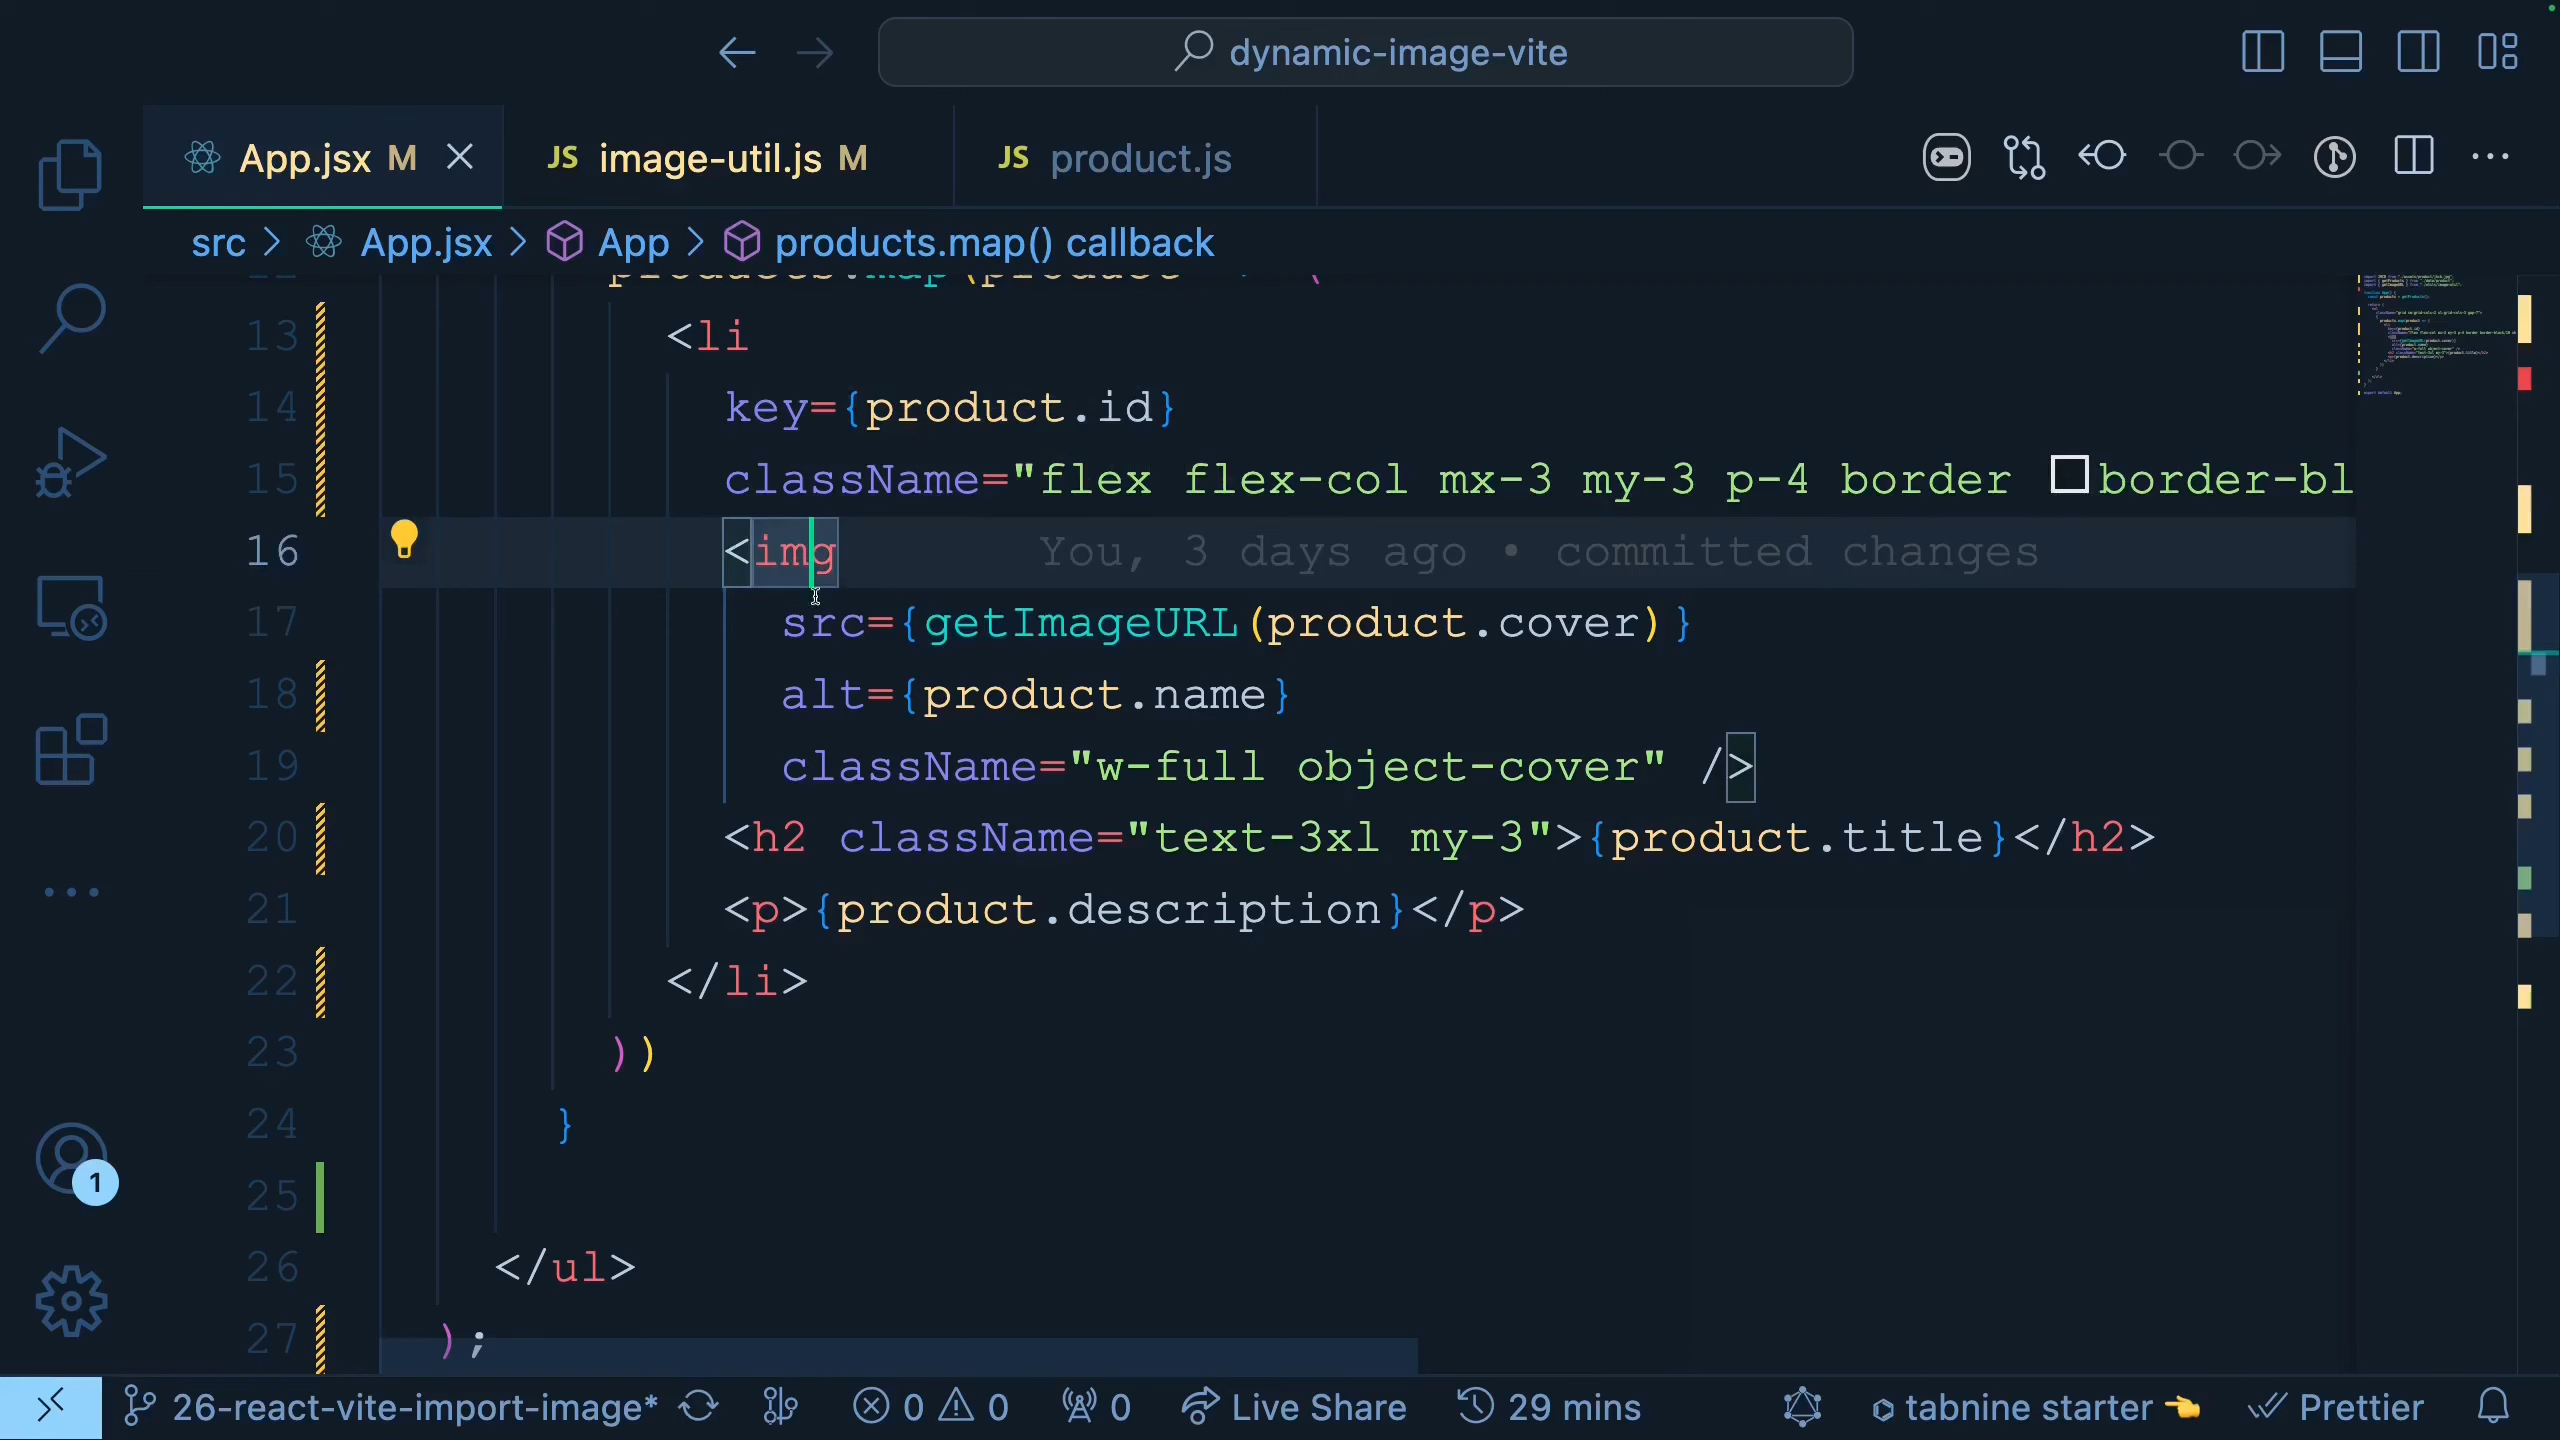 dynamic-image-vite
App.jsx M
JS image-util.js M
JS product.js
src > App.jsx > App > products.map() callback
13 <li
14 key={product.id}
15 className="flex flex-col mx-3 my-3 p-4 border border-bl
16 <img You, 3 days ago • committed changes
17 src={getImageURL(product.cover)}
18 alt={product.name}
19 className="w-full object-cover" />
20 <h2 className="text-3xl my-3">{product.title}</h2>
21 <p>{product.description}</p>
22 </li>
23 ))
24 }
25
26 </ul>
27 );
1
26-react-vite-import-image* 0 0 0 Live Share 29 mins tabnine starter Prettier